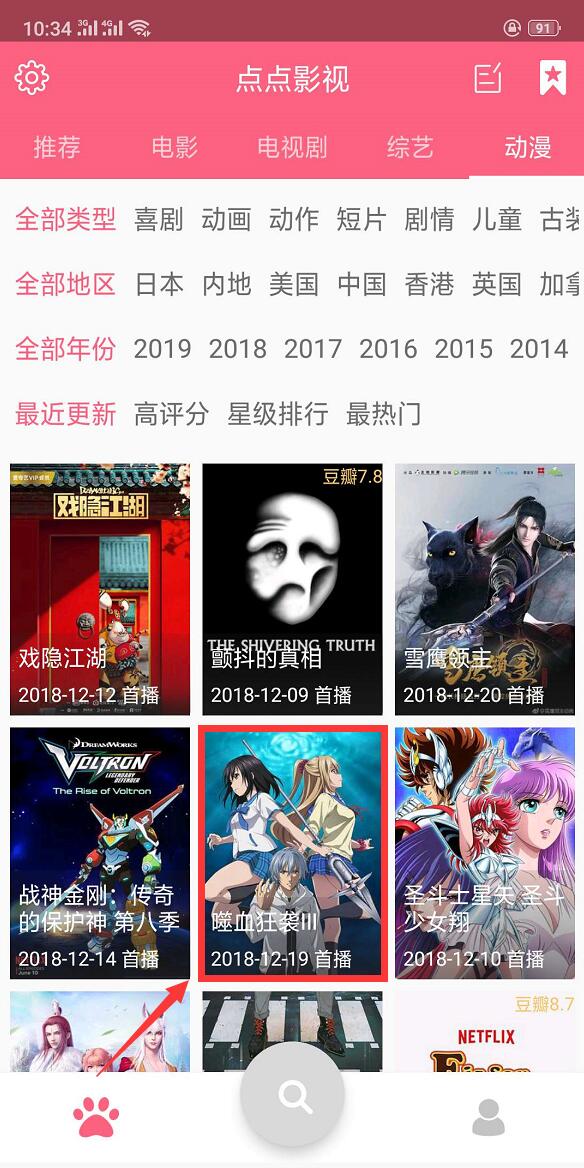 10:34 3G 4G 91
点点影视
推荐 电影 电视剧 综艺 动漫
全部类型 喜剧 动画 动作 短片 剧情 儿童 古装
全部地区 日本 内地 美国 中国 香港 英国 加拿
全部年份 2019 2018 2017 2016 2015 2014
最近更新 高评分 星级排行 最热门
戏隐江湖
戏隐江湖
2018-12-12 首播
豆瓣7.8
THE SHIVERING TRUTH
颤抖的真相
2018-12-09 首播
雪鹰领主
2018-12-20 首播
DREAMWORKS
VOLTRON
LEGENDARY DEFENDER
The Rise of Voltron
战神金刚：传奇
的保护神 第八季
2018-12-14 首播
噬血狂袭III
2018-12-19 首播
圣斗士星矢 圣斗
少女翔
2018-12-10 首播
豆瓣8.7
NETFLIX